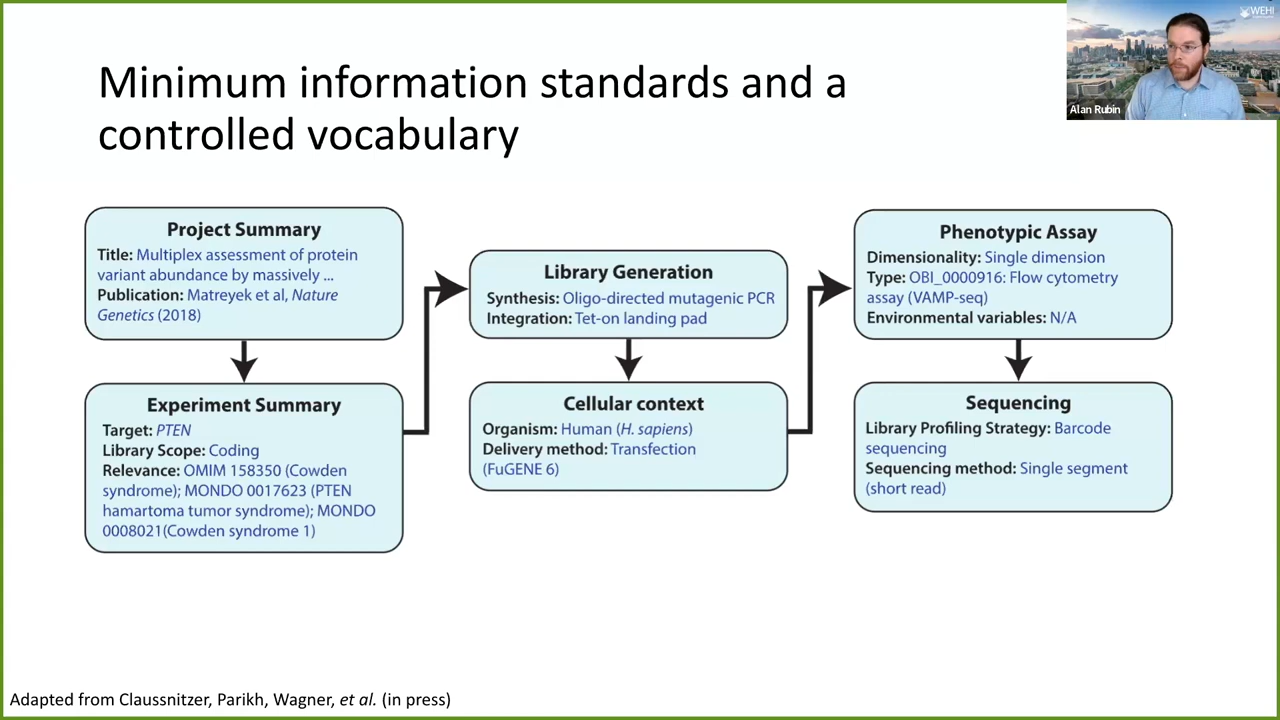 Minimum information standards and a
controlled vocabulary
WEHI
Alan Rubin
Project Summary
Title: Multiplex assessment of protein
variant abundance by massively ...
Publication: Matreyek et al, Nature
Genetics (2018)
Experiment Summary
Target: PTEN
Library Scope: Coding
Relevance: OMIM 158350 (Cowden
syndrome); MONDO 0017623 (PTEN
hamartoma tumor syndrome); MONDO
0008021(Cowden syndrome 1)
Library Generation
Synthesis: Oligo-directed mutagenic PCR
Integration: Tet-on landing pad
Cellular context
Organism: Human (H. sapiens)
Delivery method: Transfection
(FuGENE 6)
Phenotypic Assay
Dimensionality: Single dimension
Type: OBI_0000916: Flow cytometry
assay (VAMP-seq)
Environmental variables: N/A
Sequencing
Library Profiling Strategy: Barcode
sequencing
Sequencing method: Single segment
(short read)
Adapted from Claussnitzer, Parikh, Wagner, et al. (in press)